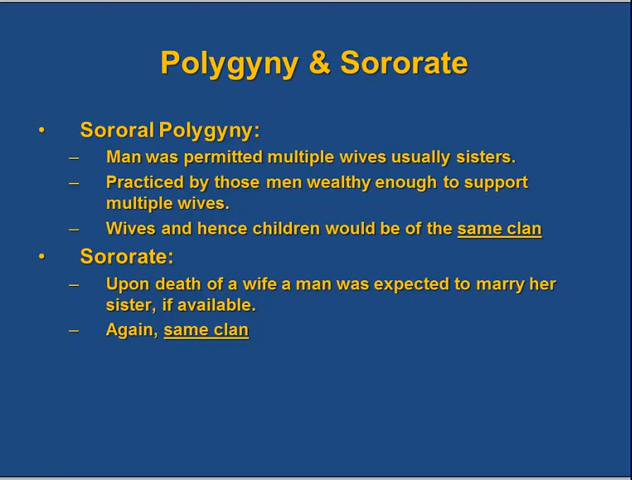 Polygyny & Sororate
• Sororal Polygyny:
– Man was permitted multiple wives usually sisters.
– Practiced by those men wealthy enough to support
multiple wives.
– Wives and hence children would be of the same clan
• Sororate:
– Upon death of a wife a man was expected to marry her
sister, if available.
– Again, same clan